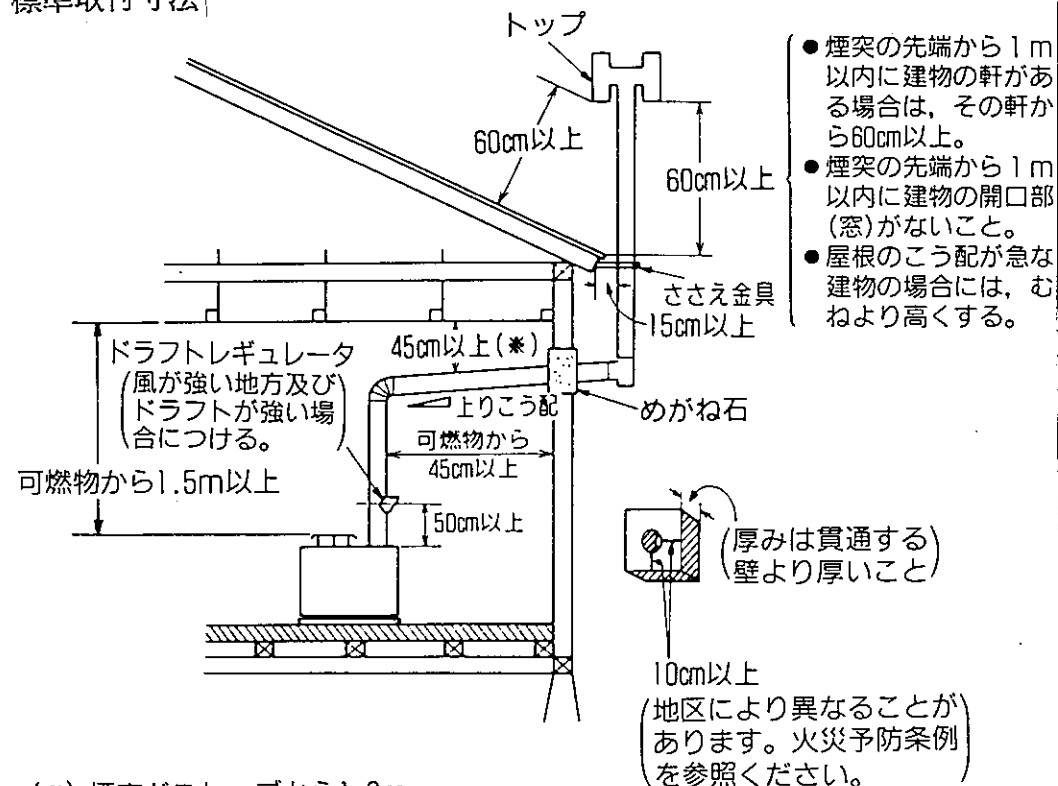 標準取付寸法
トップ
60cm以上
60cm以上
●煙突の先端から1m
以内に建物の軒があ
る場合は，その軒か
ら60cm以上。
●煙突の先端から1m
以内に建物の開口部
(窓)がないこと。
●屋根のこう配が急な
建物の場合には，む
ねより高くする。
ささえ金具
15cm以上
ドラフトレギュレータ
(風が強い地方及び
ドラフトが強い場
合につける。)
45cm以上(※)
上りこう配
めがね石
可燃物から
45cm以上
可燃物から1.5m以上
50cm以上
(厚みは貫通する
壁より厚いこと)
10cm以上
(地区により異なることが
あります。火災予防条例
を参照ください。)